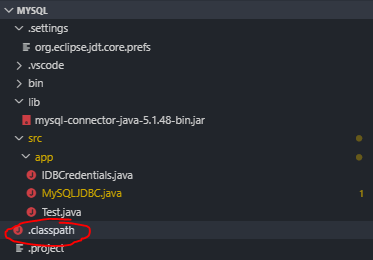 MYSQL
.settings
org.eclipse.jdt.core.prefs
.vscode
bin
lib
mysql-connector-java-5.1.48-bin.jar
src
app
IDBCredentials.java
MySQLJDBC.java 1
Test.java
.classpath
.project